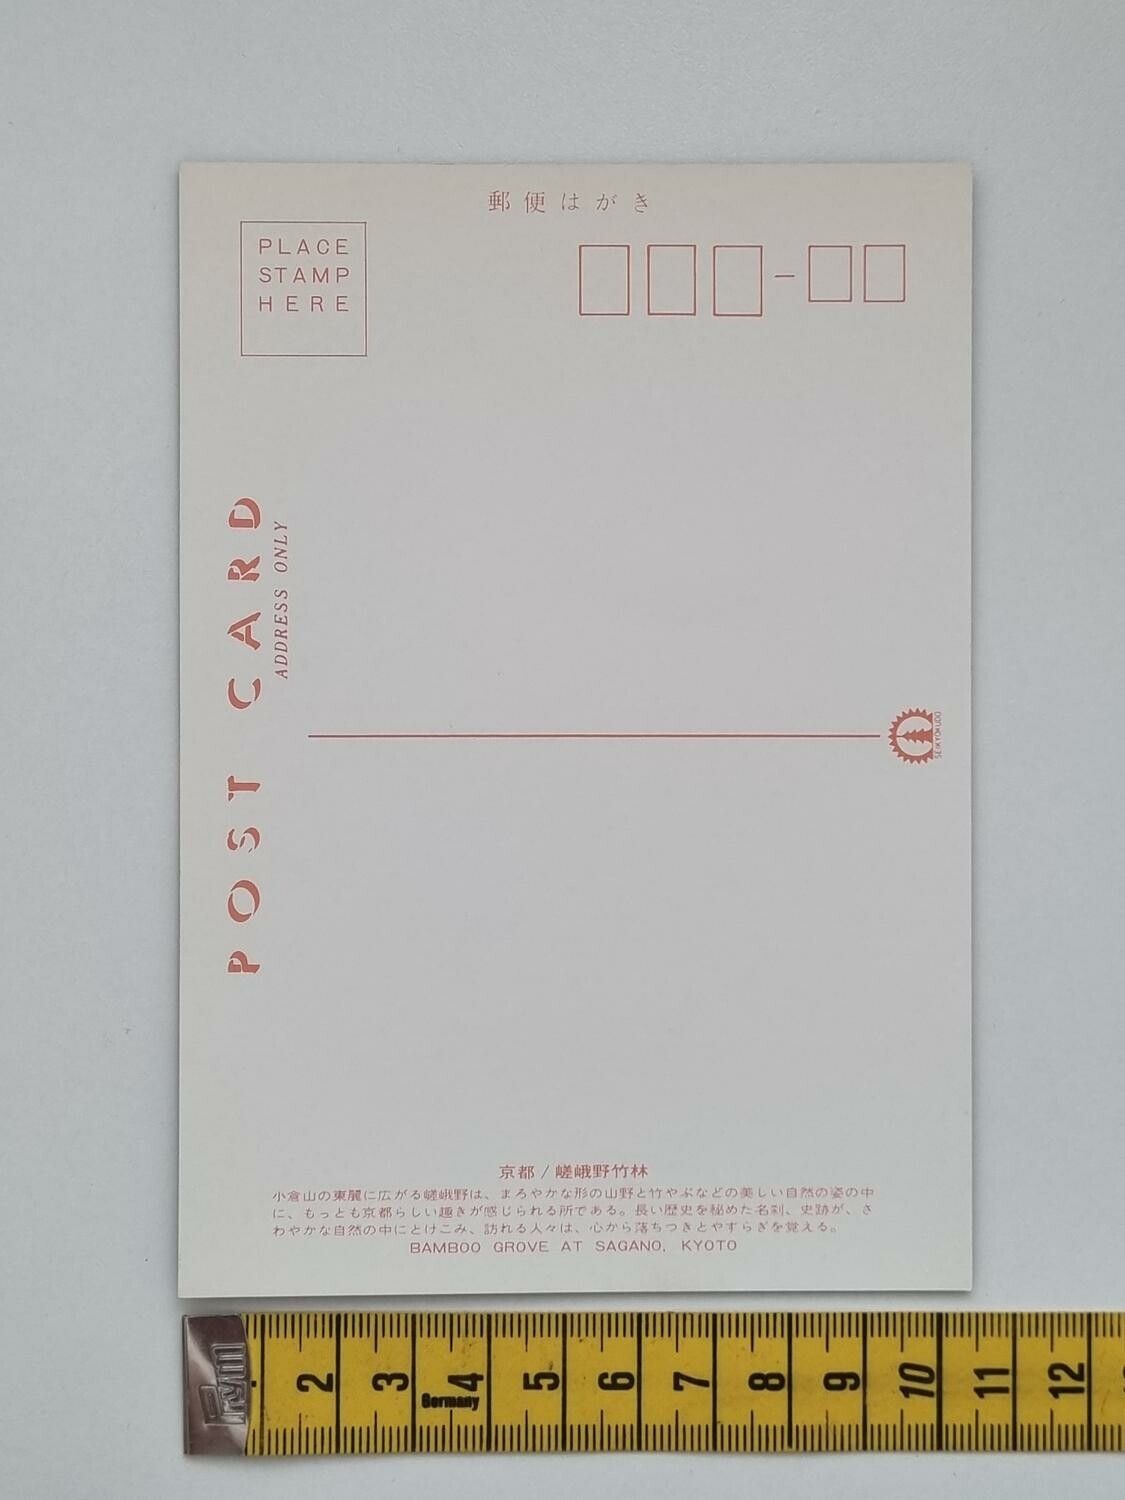 郵便はがき
PLACE
STAMP
HERE
POST CARD
ADDRESS ONLY
SEIKYOKUDO
京都/嵯峨野竹林
小倉山の東麓に広がる嵯峨野は、まろやかな形の山野と竹やぶなどの美しい自然の姿の中
に、もっとも京都らしい趣きが感じられる所である。長い歴史を秘めた名刹、史跡が、さ
わやかな自然の中にとけこみ、訪れる人々は、心から落ちつきとやすらぎを覚える。
BAMBOO GROVE AT SAGANO, KYOTO
Prym
2 3 4 5 6 7 8 9 10 11 12
Germany